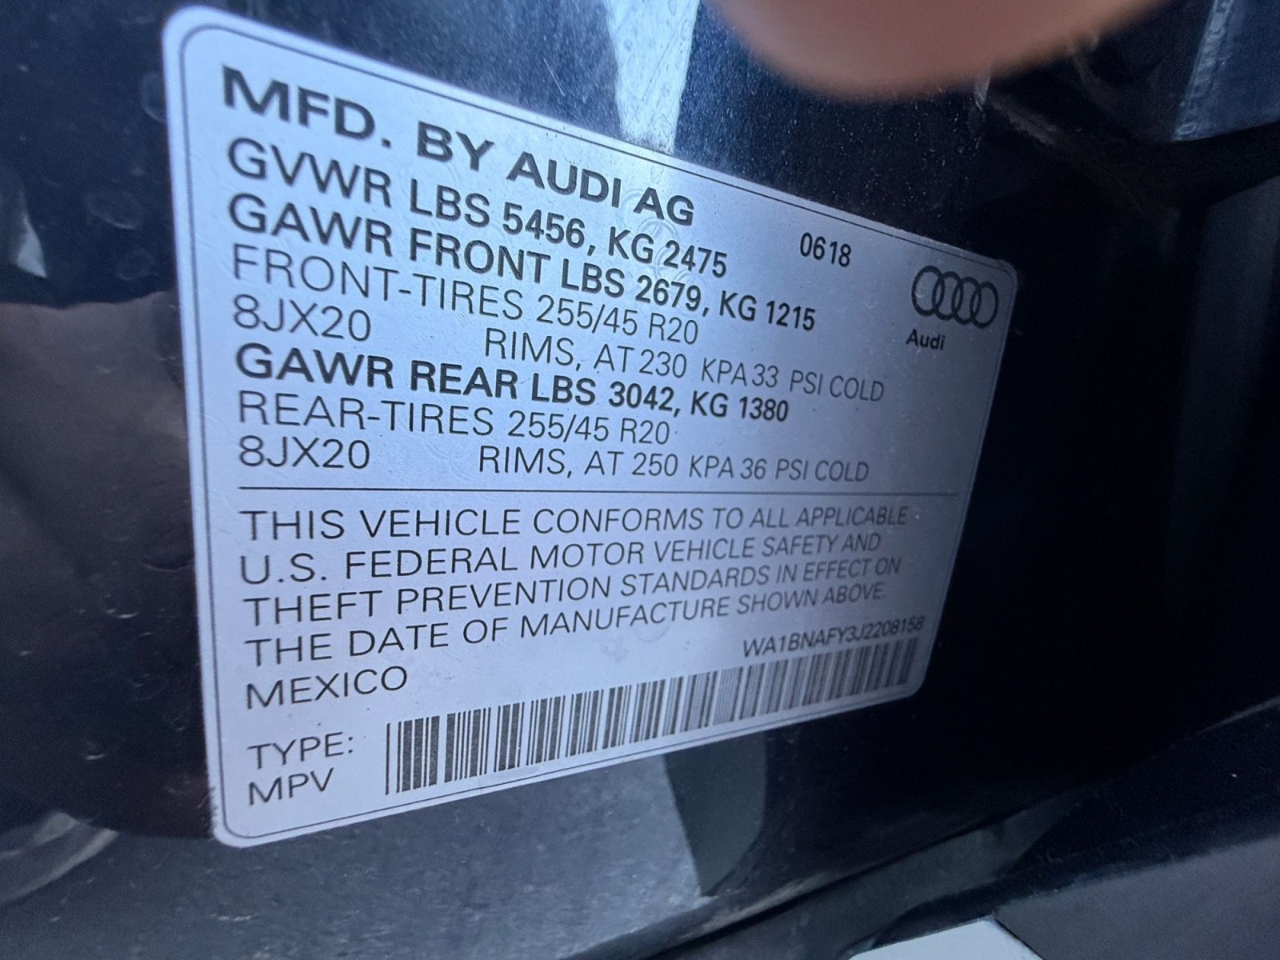 MFD. BY AUDI AG
GVWR LBS 5456, KG 2475 0618
GAWR FRONT LBS 2679, KG 1215
FRONT-TIRES 255/45 R20
8JX20 RIMS, AT 230 KPA 33 PSI COLD
GAWR REAR LBS 3042, KG 1380
REAR-TIRES 255/45 R20
8JX20 RIMS, AT 250 KPA 36 PSI COLD
Audi
THIS VEHICLE CONFORMS TO ALL APPLICABLE
U.S. FEDERAL MOTOR VEHICLE SAFETY AND
THEFT PREVENTION STANDARDS IN EFFECT ON
THE DATE OF MANUFACTURE SHOWN ABOVE.
MEXICO WA1BNAFY3J2208158
TYPE:
MPV